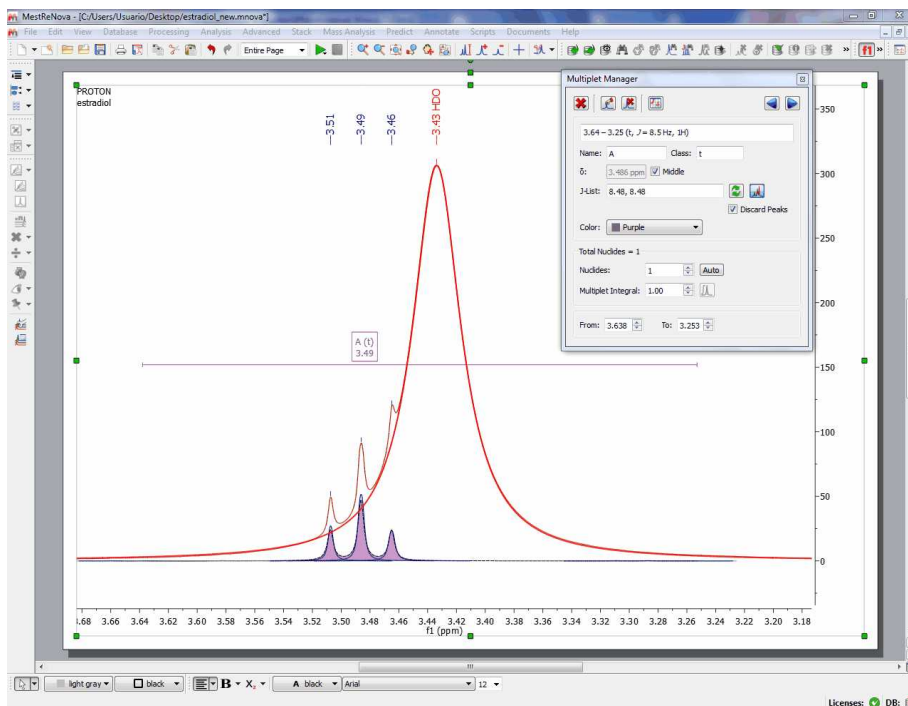 MestReNova - [C:/Users/Usuario/Desktop/estradiol_new.mnova*]
File Edit View Desktop Processing Analysis Advanced Stack Mass Analysis Predict Annotate Scripts Documents Help
Entire Page
f1
PROTON
estradiol
3.51
3.49
3.46
3.43 HDO
Multiplet Manager
3.64 – 3.25 (t, J = 8.5 Hz, 1H)
Name: A Class: t
δ: 3.486 ppm Middle
J-List: 8.48, 8.48
Discard Peaks
Color: Purple
Total Nuclides = 1
Nuclides: 1 Auto
Multiplet Integral: 1.00
From: 3.638 To: 3.253
A (t)
3.49
350
300
250
200
150
100
50
0
3.68 3.66 3.64 3.62 3.60 3.58 3.56 3.54 3.52 3.50 3.48 3.46 3.44 3.42 3.40 3.38 3.36 3.34 3.32 3.30 3.28 3.26 3.24 3.22 3.20 3.18
f1 (ppm)
light gray black B X₂ A black Arial 12
Licenses: DB: